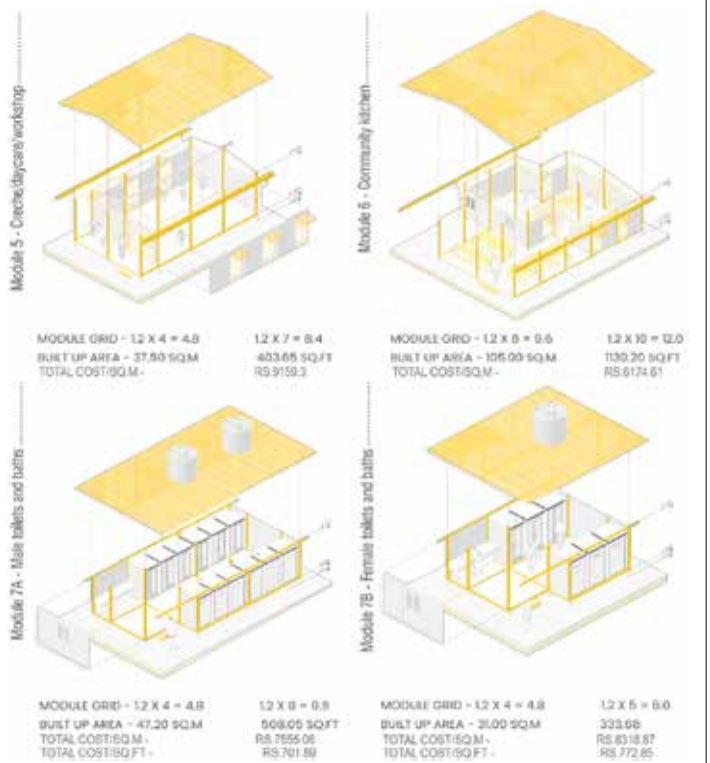 Module 5 - Creche/daycare/workshop
MODULE GRID - 1.2 X 4 = 4.8 1.2 X 7 = 8.4
BUILT UP AREA - 37.50 SQ.M 403.65 SQ.FT
TOTAL COST/SQ.M - RS.9159.3
Module 6 - Community kitchen
MODULE GRID - 1.2 X 8 = 9.6 1.2 X 10 = 12.0
BUILT UP AREA - 105.00 SQ.M 1130.20 SQ.FT
TOTAL COST/SQ.M - RS.6174.61
Module 7A - Male toilets and baths
MODULE GRID - 1.2 X 4 = 4.8 1.2 X 8 = 9.6
BUILT UP AREA - 47.20 SQ.M 508.05 SQ.FT
TOTAL COST/SQ.M - RS.7555.06
TOTAL COST/SQ.FT - RS.701.89
Module 7B - Female toilets and baths
MODULE GRID - 1.2 X 4 = 4.8 1.2 X 5 = 6.0
BUILT UP AREA - 31.00 SQ.M 333.68
TOTAL COST/SQ.M - RS.8318.87
TOTAL COST/SQ.FT - RS.772.85